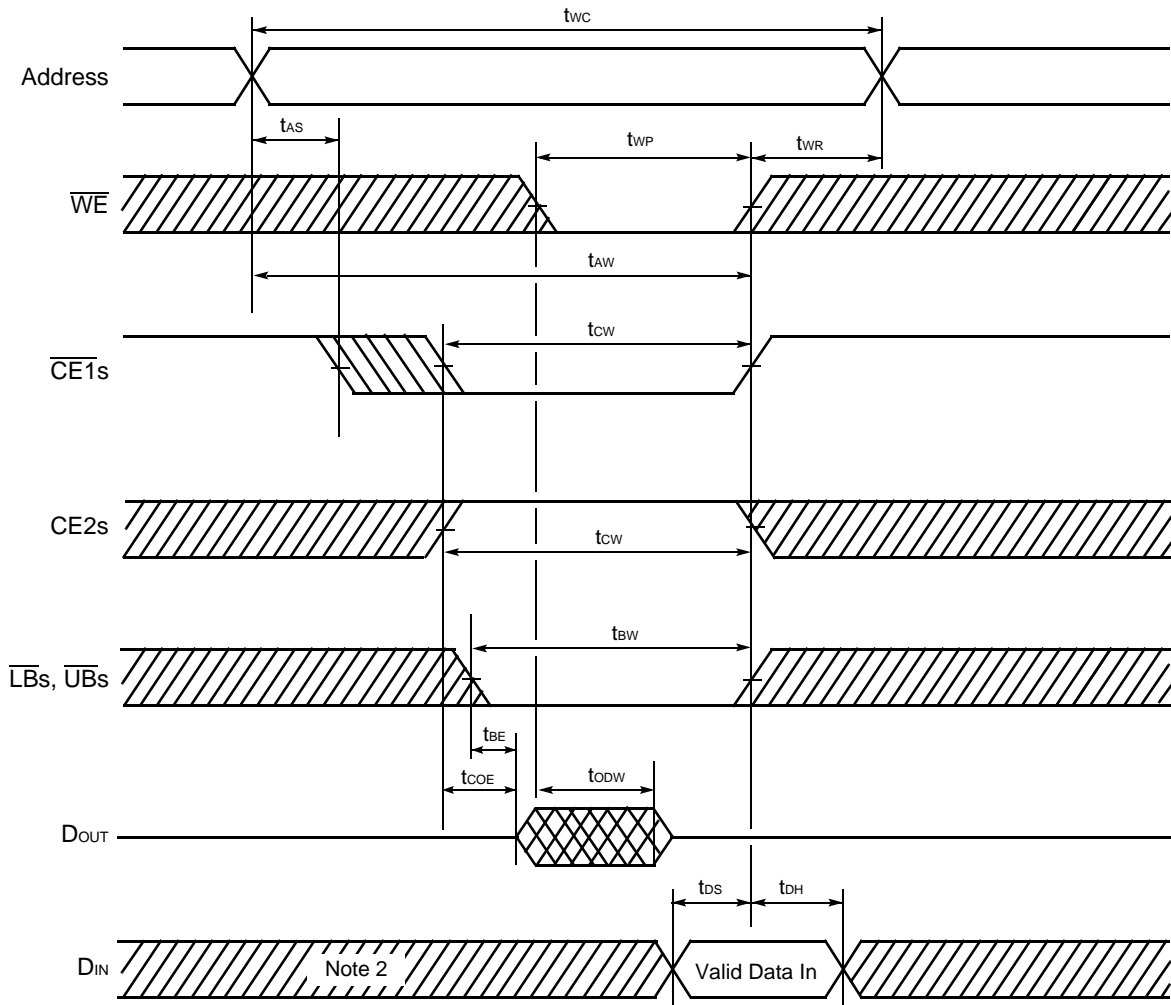 tWC
Address
tAS
tWP
tWR
WE
tAW
tCW
CE1s
CE2s
tCW
tBW
LBs, UBs
tBE
tCOE
tODW
DOUT
tDS
tDH
DIN
Note 2
Valid Data In